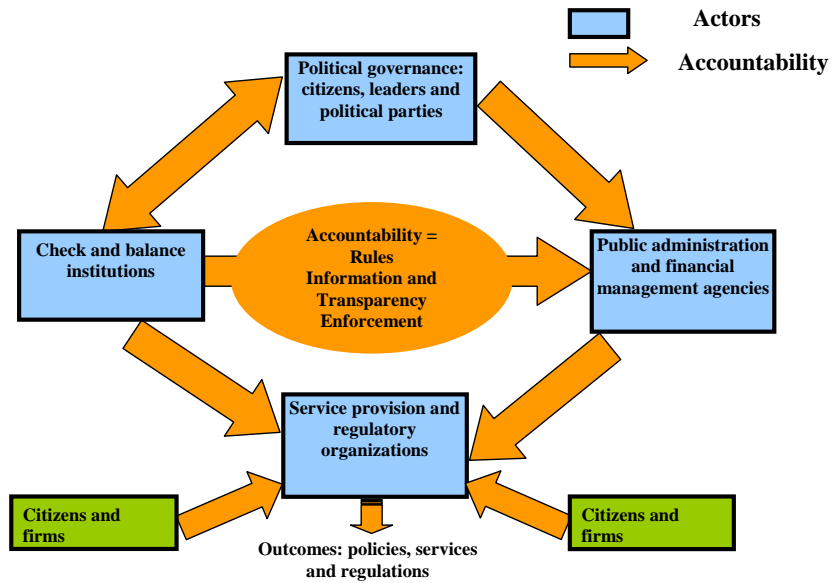 Actors
Accountability
Political governance:
citizens, leaders and
political parties
Check and balance
institutions
Accountability =
Rules
Information and
Transparency
Enforcement
Public administration
and financial
management agencies
Service provision and
regulatory
organizations
Citizens and
firms
Citizens and
firms
Outcomes: policies, services
and regulations